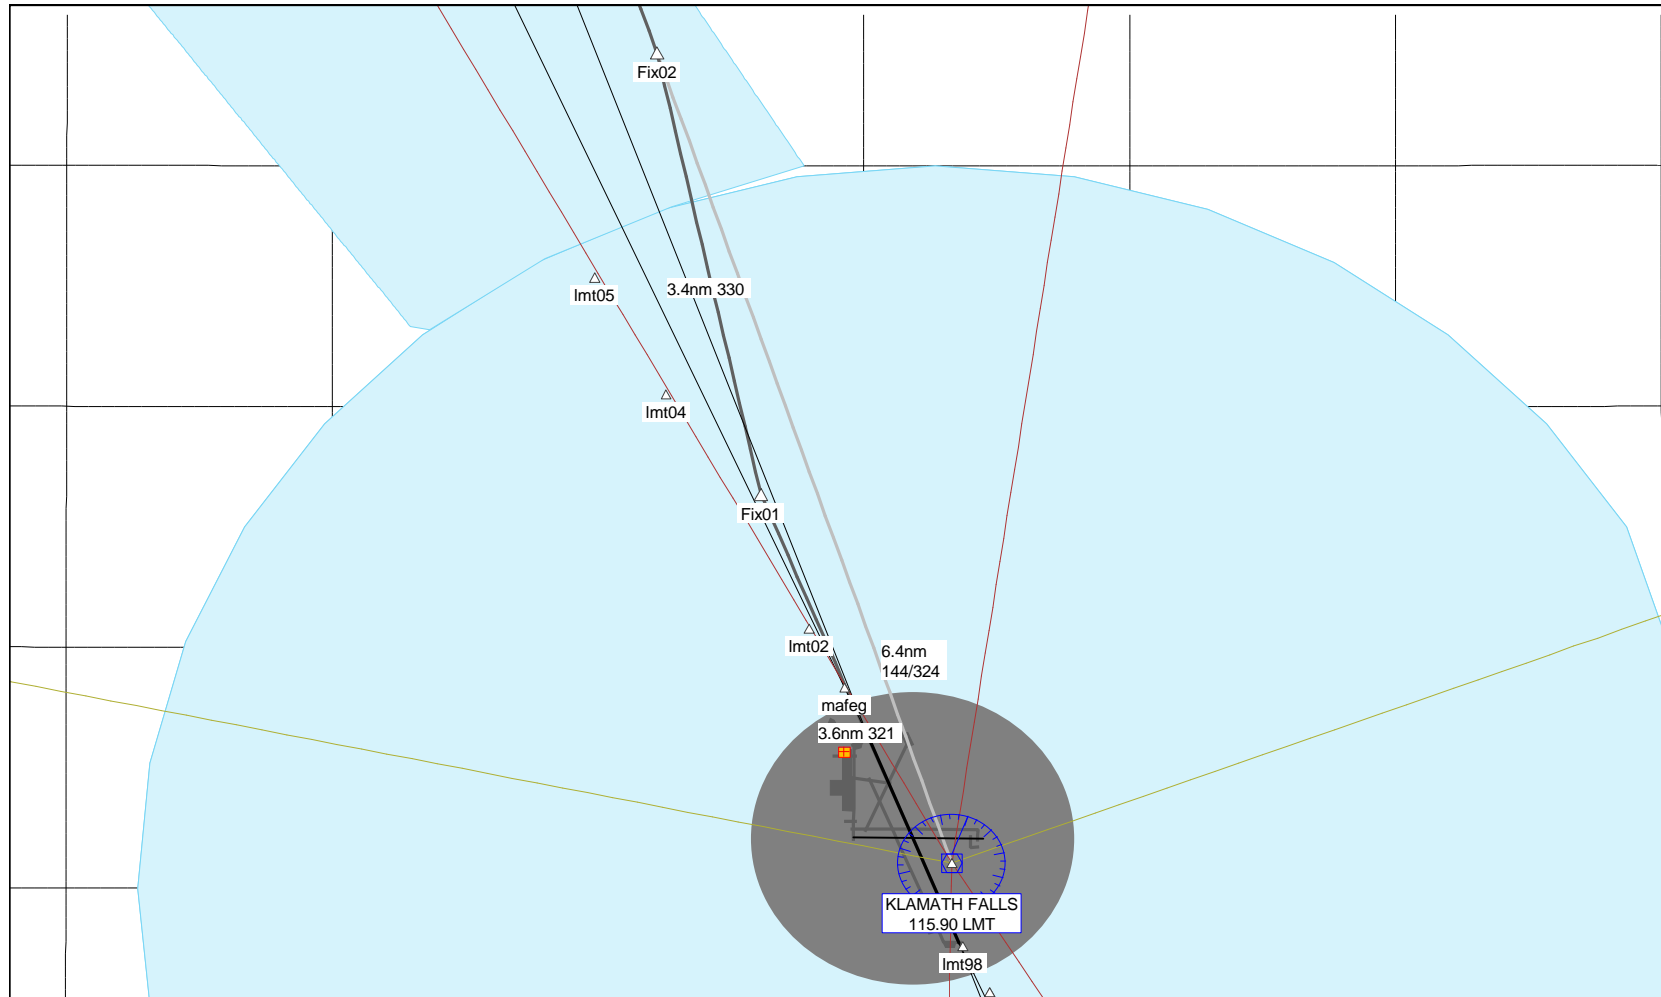 Fix02
lmt05
3.4nm 330
lmt04
Fix01
lmt02
6.4nm
144/324
mafeg
3.6nm 321
KLAMATH FALLS
115.90 LMT
lmt98